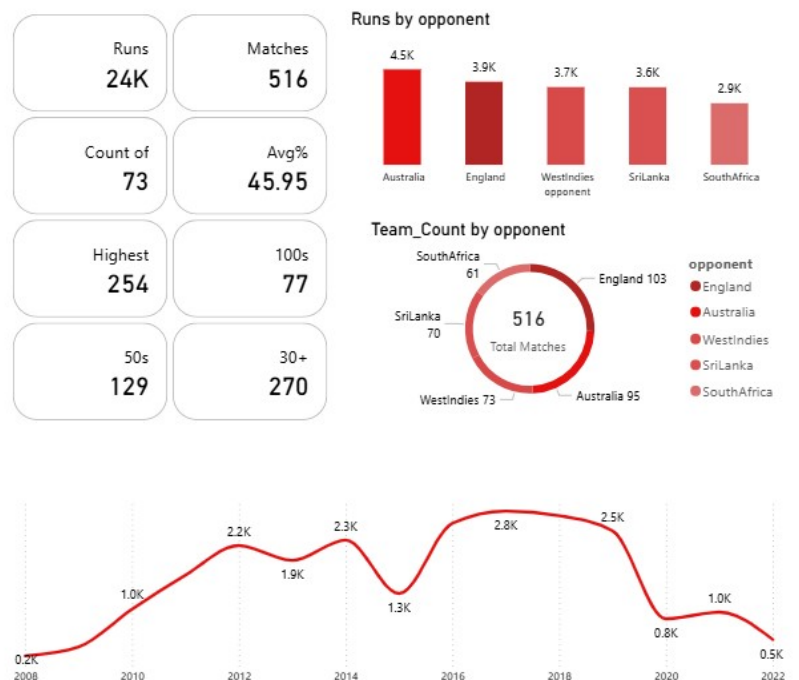 Runs
24K
Matches
516
Count of
73
Avg%
45.95
Highest
254
100s
77
50s
129
30+
270
Runs by opponent
4.5K
3.9K
3.7K
3.6K
2.9K
Australia
England
WestIndies
SriLanka
SouthAfrica
opponent
Team_Count by opponent
SouthAfrica
61
England 103
SriLanka
70
516
Total Matches
WestIndies 73
Australia 95
opponent
England
Australia
WestIndies
SriLanka
SouthAfrica
0.2K
1.0K
2.2K
1.9K
2.3K
1.3K
2.8K
2.5K
0.8K
1.0K
0.5K
2008
2010
2012
2014
2016
2018
2020
2022